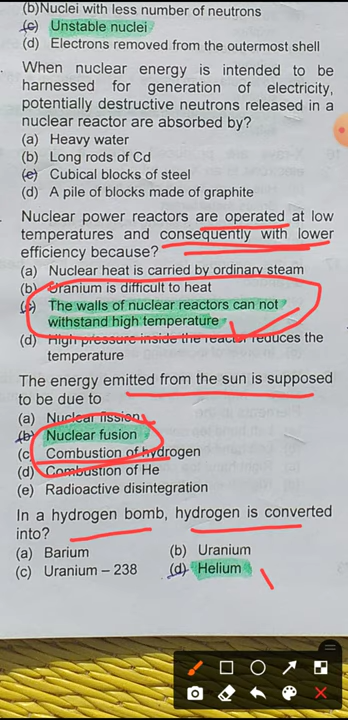 (b)Nuclei with less number of neutrons
(c) Unstable nuclei
(d) Electrons removed from the outermost shell
When nuclear energy is intended to be
harnessed for generation of electricity,
potentially destructive neutrons released in a
nuclear reactor are absorbed by?
(a) Heavy water
(b) Long rods of Cd
(c) Cubical blocks of steel
(d) A pile of blocks made of graphite
Nuclear power reactors are operated at low
temperatures and consequently with lower
efficiency because?
(a) Nuclear heat is carried by ordinary steam
(b) Uranium is difficult to heat
(c) The walls of nuclear reactors can not
withstand high temperature
(d) High pressure inside the reactor reduces the
temperature
The energy emitted from the sun is supposed
to be due to
(a) Nuclear fission
(b) Nuclear fusion
(c) Combustion of hydrogen
(d) Combustion of He
(e) Radioactive disintegration
In a hydrogen bomb, hydrogen is converted
into?
(a) Barium (b) Uranium
(c) Uranium – 238 (d) Helium